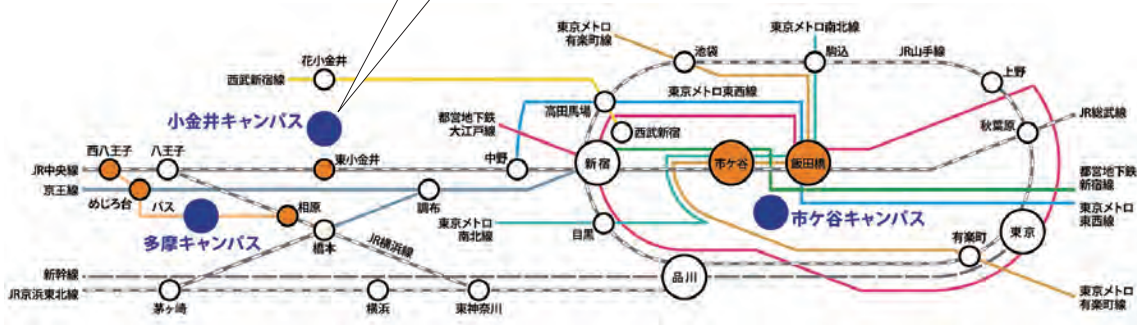 東京メトロ
有楽町線
東京メトロ南北線
池袋
駒込
JR山手線
花小金井
西武新宿線
上野
高田馬場
東京メトロ東西線
小金井キャンパス
都営地下鉄
大江戸線
西武新宿
秋葉原
JR総武線
西八王子
八王子
東小金井
中野
新宿
市ケ谷
飯田橋
JR中央線
京王線
めじろ台
バス
相原
調布
都営地下鉄
新宿線
東京メトロ
東西線
市ケ谷キャンパス
多摩キャンパス
橋本
JR横浜線
東京メトロ
南北線
目黒
有楽町
東京
新幹線
品川
JR京浜東北線
茅ヶ崎
横浜
東神奈川
東京メトロ
有楽町線